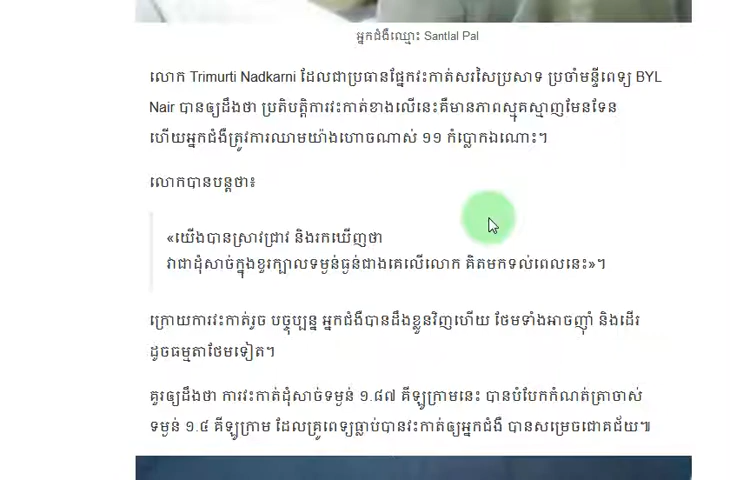 អ្នកជំងឺឈ្មោះ Santlal Pal
លោក Trimurti Nadkarni ដែលជាប្រធានផ្នែកវះកាត់សរសៃប្រសាទ ប្រចាំមន្ទីពេទ្យ BYL
Nair បានឲ្យដឹងថា ប្រតិបត្តិការវះកាត់ខាងលើនេះគឺមានភាពស្មុគស្មាញមែនទែន
ហើយអ្នកជំងឺត្រូវការឈាមយ៉ាងហោចណាស់ ១១ កំប្លោកឯណោះ។
លោកបានបន្តថា៖
«យើងបានស្រាវជ្រាវ និងរកឃើញថា
វាជាដុំសាច់ក្នុងខួរក្បាលទម្ងន់ធ្ងន់ជាងគេលើលោក គិតមកទល់ពេលនេះ»។
ក្រោយការវះកាត់រួច បច្ចុប្បន្ន អ្នកជំងឺបានដឹងខ្លួនវិញហើយ ថែមទាំងអាចញ៉ាំ និងដើរ
ដូចធម្មតាថែមទៀត។
គួរឲ្យដឹងថា ការវះកាត់ដុំសាច់ទម្ងន់ ១.៨៧ គីឡូក្រាមនេះ បានបំបែកកំណត់ត្រាចាស់
ទម្ងន់ ១.៤ គីឡូក្រាម ដែលគ្រូពេទ្យធ្លាប់បានវះកាត់ឲ្យអ្នកជំងឺ បានសម្រេចជោគជ័យ៕